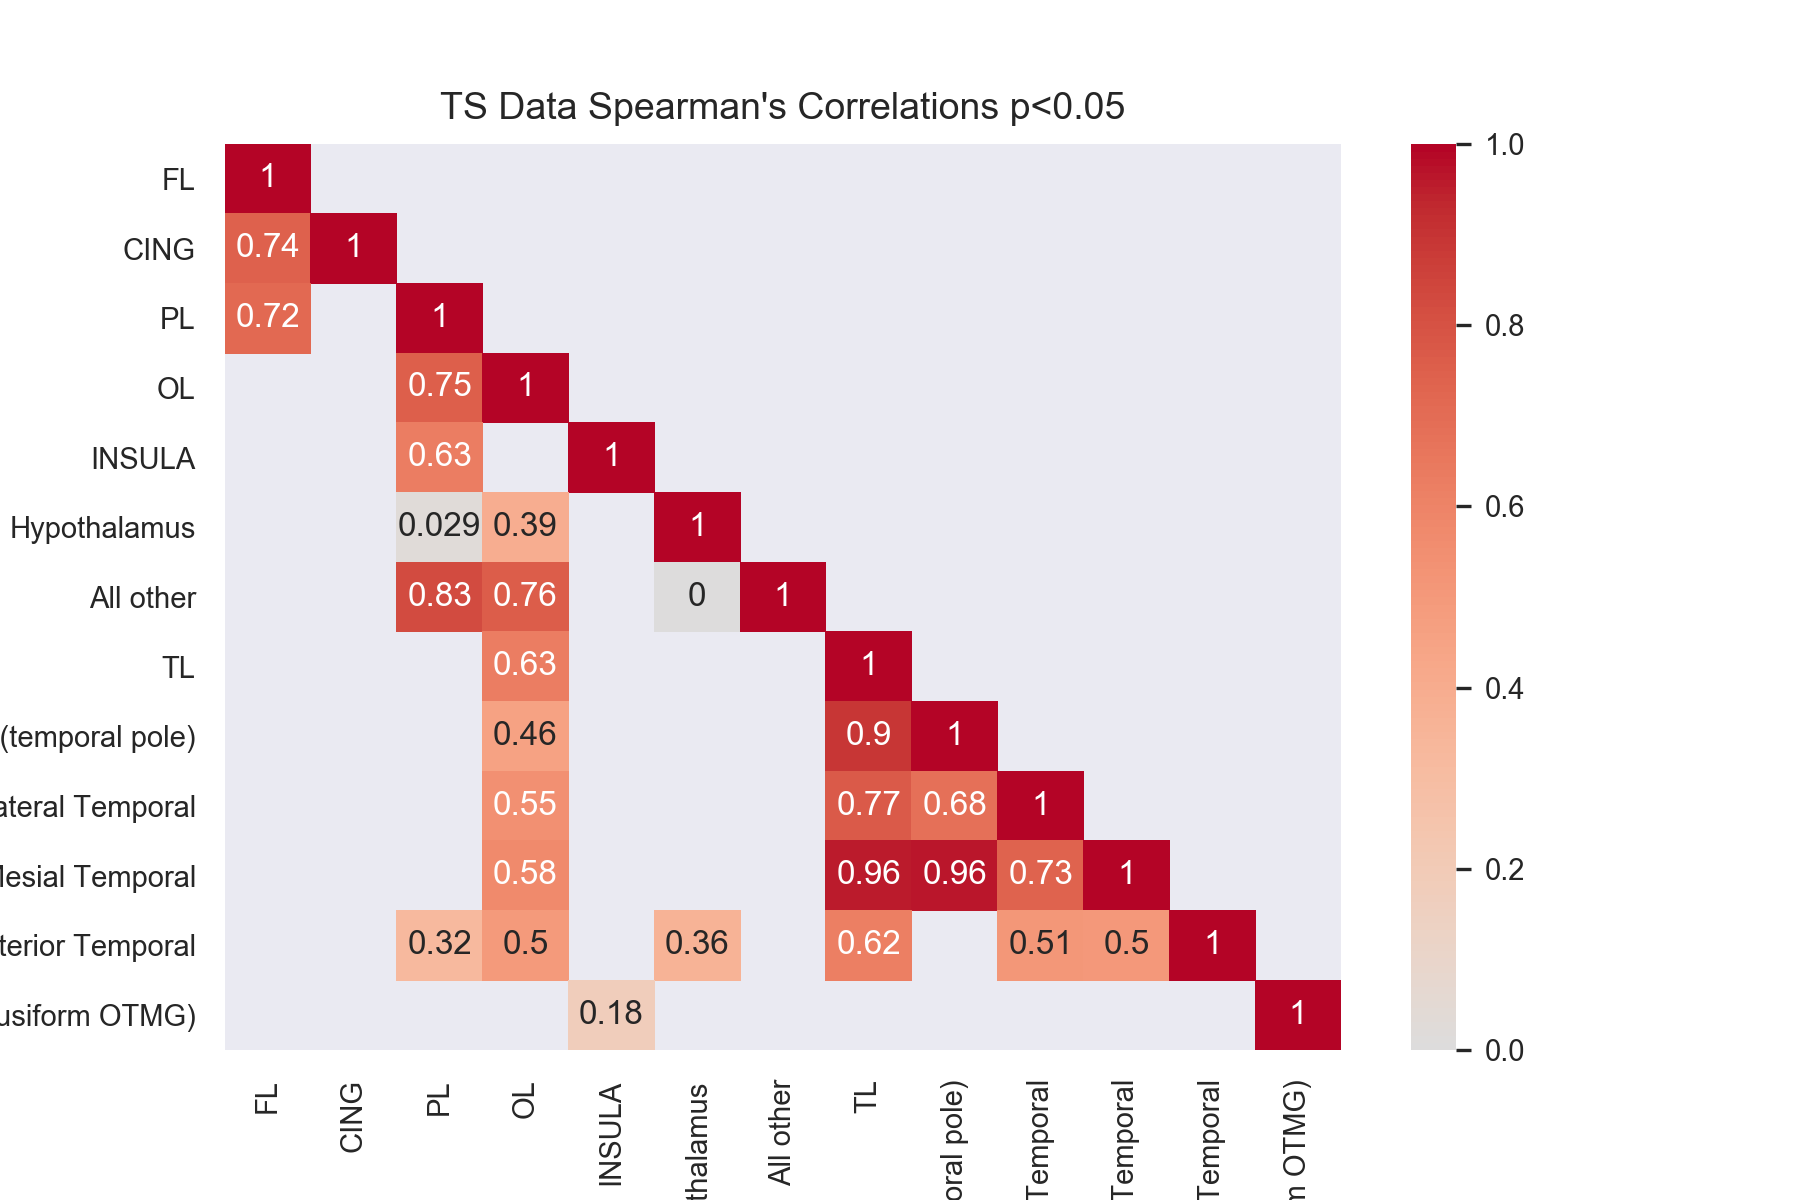 TS Data Spearman's Correlations p<0.05
FL 1
CING 0.74 1
PL 0.72 1
OL 0.75 1
INSULA 0.63 1
Hypothalamus 0.029 0.39 1
All other 0.83 0.76 0 1
TL 0.63 1
(temporal pole) 0.46 0.9 1
ateral Temporal 0.55 0.77 0.68 1
lesial Temporal 0.58 0.96 0.96 0.73 1
terior Temporal 0.32 0.5 0.36 0.62 0.51 0.5 1
usiform OTMG) 0.18 1
FL
CING
PL
OL
INSULA
thalamus
All other
TL
oral pole)
Temporal
Temporal
Temporal
m OTMG)
1.0
0.8
0.6
0.4
0.2
0.0